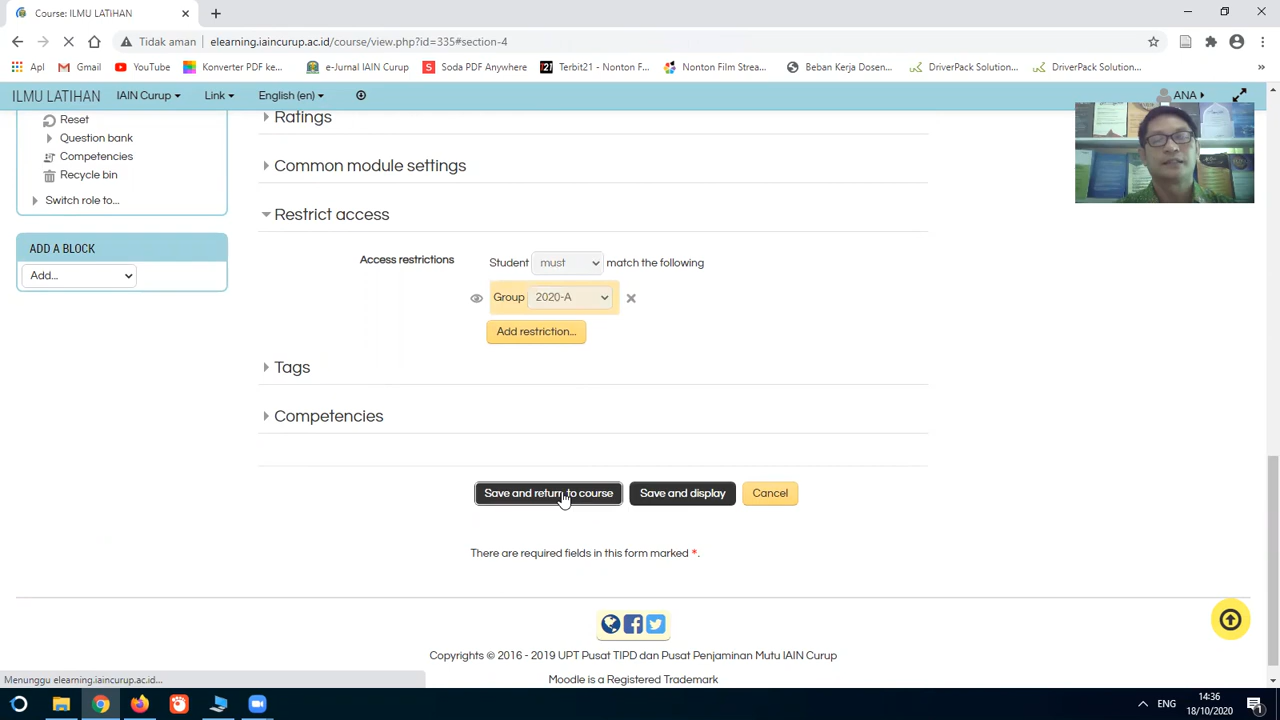 Course: ILMU LATIHAN
Tidak aman elearning.iaincurup.ac.id/course/view.php?id=335#section-4
Apl Gmail YouTube Konverter PDF ke... e-Jurnal IAIN Curup Soda PDF Anywhere Terbit21 - Nonton F... Nonton Film Strea... Beban Kerja Dosen... DriverPack Solution... DriverPack Solution... »
ILMU LATIHAN IAIN Curup Link English (en) ANA
Reset
Question bank
Competencies
Recycle bin
Switch role to...
ADD A BLOCK
Add...
Ratings
Common module settings
Restrict access
Access restrictions Student must match the following
Group 2020-A
Add restriction...
Tags
Competencies
Save and return to course Save and display Cancel
There are required fields in this form marked *.
Copyrights © 2016 - 2019 UPT Pusat TIPD dan Pusat Penjaminan Mutu IAIN Curup
Moodle is a Registered Trademark
Menunggu elearning.iaincurup.ac.id...
ENG
14:36
18/10/2020
1